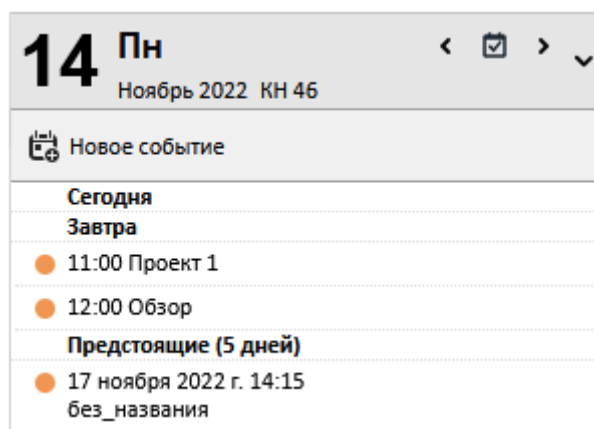 14 Пн
Ноябрь 2022 КН 46
Новое событие
Сегодня
Завтра
11:00 Проект 1
12:00 Обзор
Предстоящие (5 дней)
17 ноября 2022 г. 14:15
без_названия